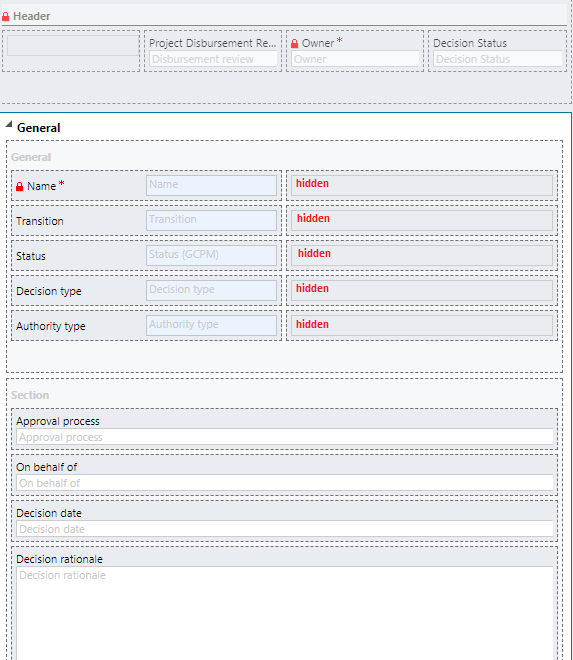 Header
Project Disbursement Re... Owner * Decision Status
Disbursement review Owner Decision Status
General
General
Name * Name hidden
Transition Transition hidden
Status Status (GCPM) hidden
Decision type Decision type hidden
Authority type Authority type hidden
Section
Approval process
Approval process
On behalf of
On behalf of
Decision date
Decision date
Decision rationale
Decision rationale